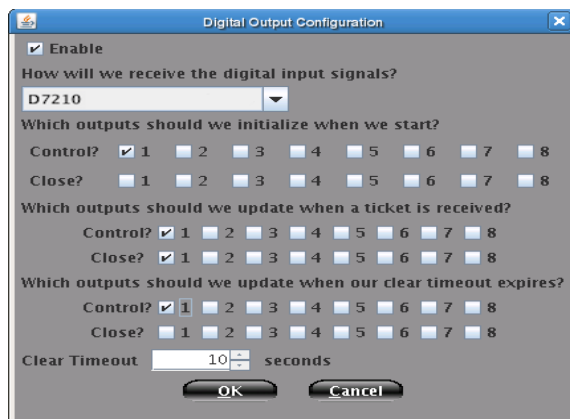 Digital Output Configuration
Enable
How will we receive the digital input signals?
D7210
Which outputs should we initialize when we start?
Control? 1 2 3 4 5 6 7 8
Close? 1 2 3 4 5 6 7 8
Which outputs should we update when a ticket is received?
Control? 1 2 3 4 5 6 7 8
Close? 1 2 3 4 5 6 7 8
Which outputs should we update when our clear timeout expires?
Control? 1 2 3 4 5 6 7 8
Close? 1 2 3 4 5 6 7 8
Clear Timeout 10 seconds
OK Cancel